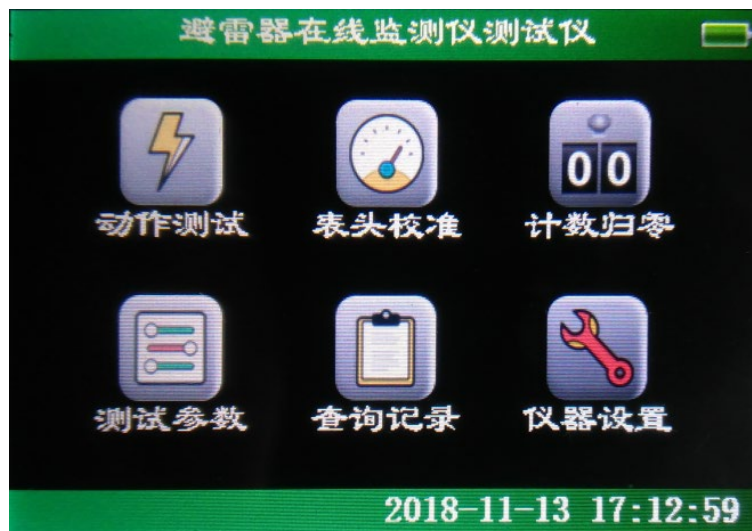 避雷器在线监测仪测试仪
00
动作测试 表头校准 计数归零
测试参数 查询记录 仪器设置
2018-11-13 17:12:59